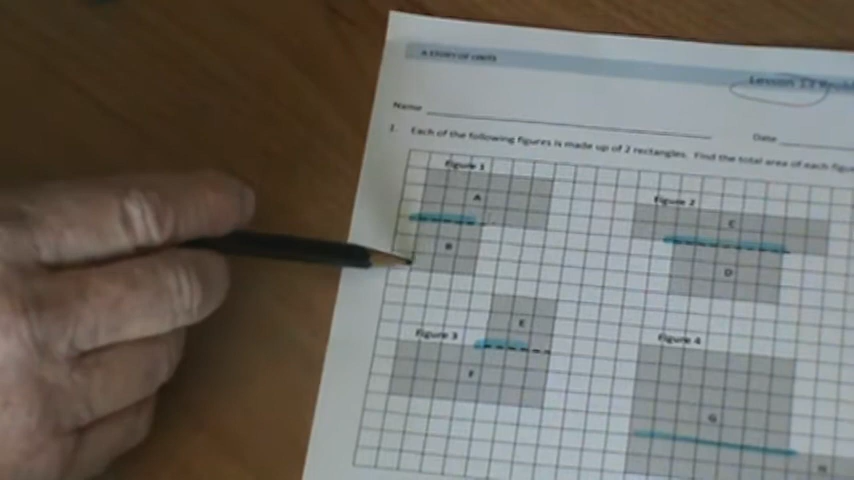 A STORY OF UNITS
Lesson 13
Name
Date
1. Each of the following figures is made up of 2 rectangles. Find the total area of each figure
Figure 1
A
B
Figure 2
C
D
Figure 3
E
F
Figure 4
G
H